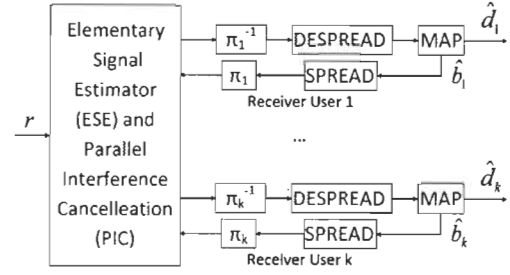 r
Elementary
Signal
Estimator
(ESE) and
Parallel
Interference
Cancelleation
(PIC)
π₁⁻¹ DESPREAD MAP d̂₁
π₁ SPREAD b̂₁
Receiver User 1
...
πₖ⁻¹ DESPREAD MAP d̂ₖ
πₖ SPREAD b̂ₖ
Receiver User k